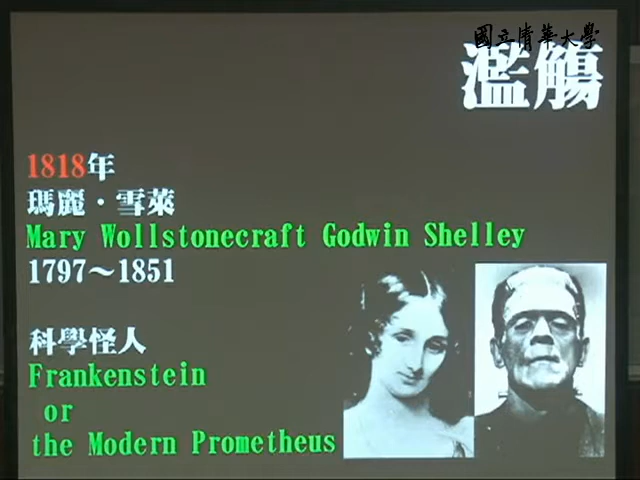 國立清華大學
濫觴
1818年
瑪麗·雪萊
Mary Wollstonecraft Godwin Shelley
1797～1851
科學怪人
Frankenstein
or
the Modern Prometheus